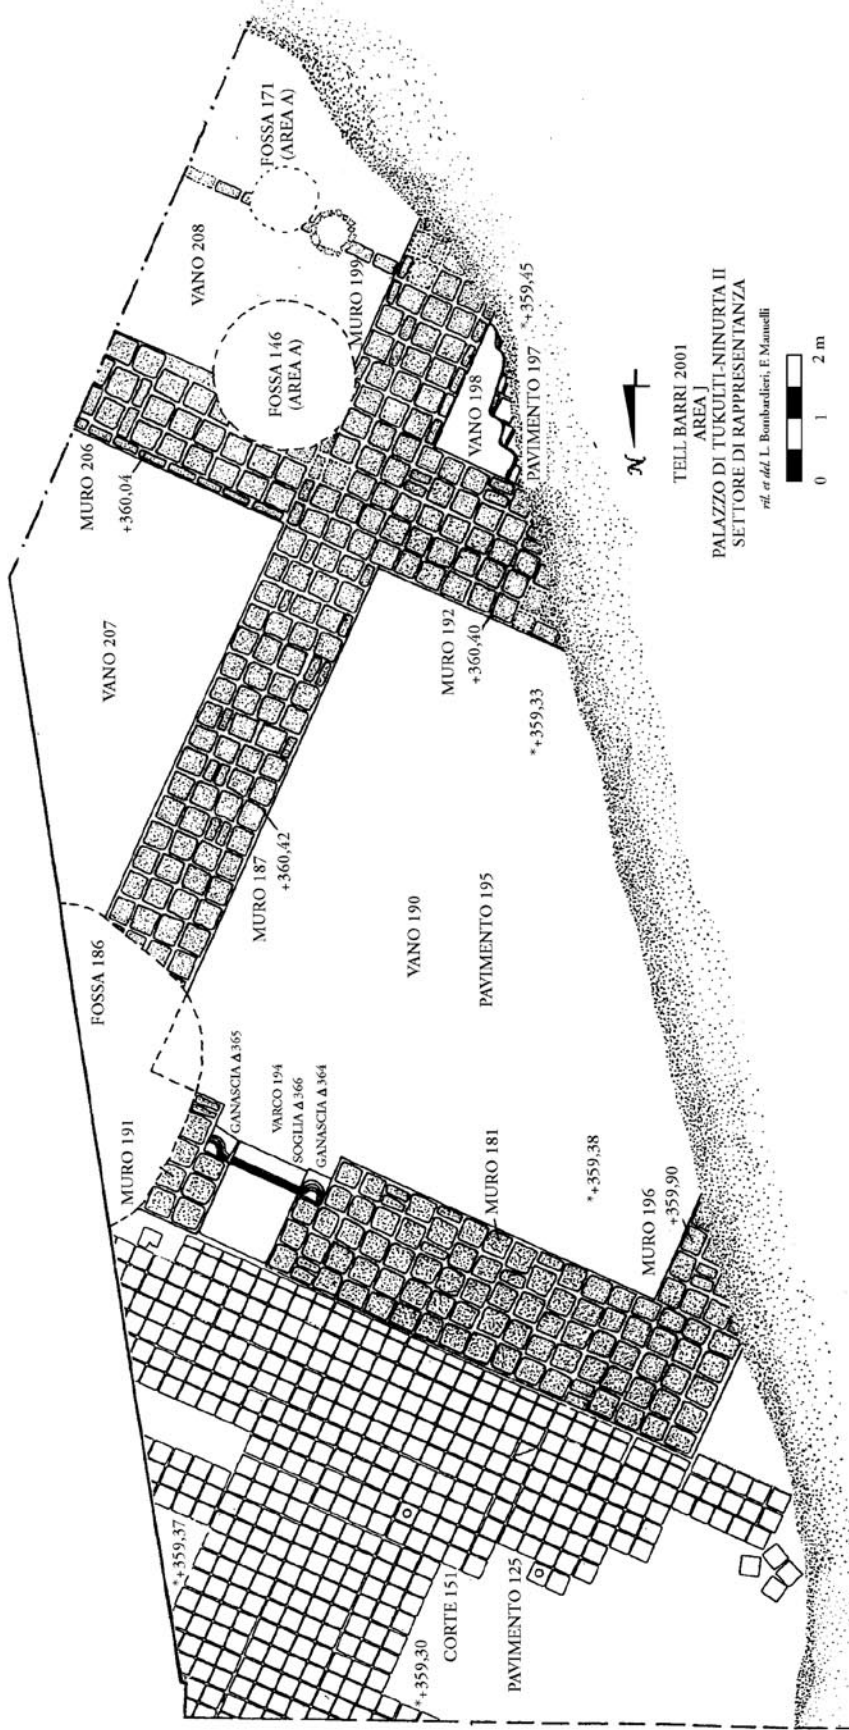 FOSSA 171
(AREA A)
VANO 208
MURO 199
FOSSA 146
(AREA A)
MURO 206
+360,04
VANO 198
PAVIMENTO 197
*+359,45
VANO 207
MURO 192
+360,40
*+359,33
MURO 187
+360,42
VANO 190
PAVIMENTO 195
FOSSA 186
MURO 191
GANASCIA Δ365
VARCO 194
SOGLIA Δ366
GANASCIA Δ364
MURO 181
*+359,38
MURO 196
+359,90
*+359,37
CORTE 151
*+359,30
PAVIMENTO 125
N
TELL BARRI 2001
AREA J
PALAZZO DI TUKULTI-NINURTA II
SETTORE DI RAPPRESENTANZA
ril. et del. L. Bombardieri, F. Manuelli
0 1 2 m